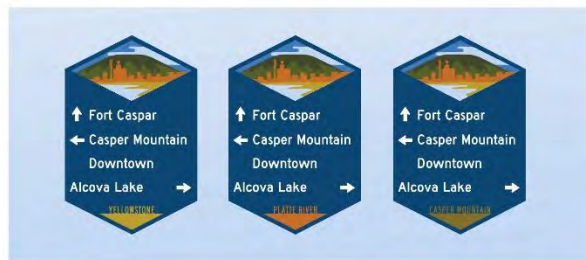 ↑ Fort Caspar
← Casper Mountain
Downtown
Alcova Lake →
YELLOWSTONE
↑ Fort Caspar
← Casper Mountain
Downtown
Alcova Lake →
PLATTE RIVER
↑ Fort Caspar
← Casper Mountain
Downtown
Alcova Lake →
CASPER MOUNTAIN